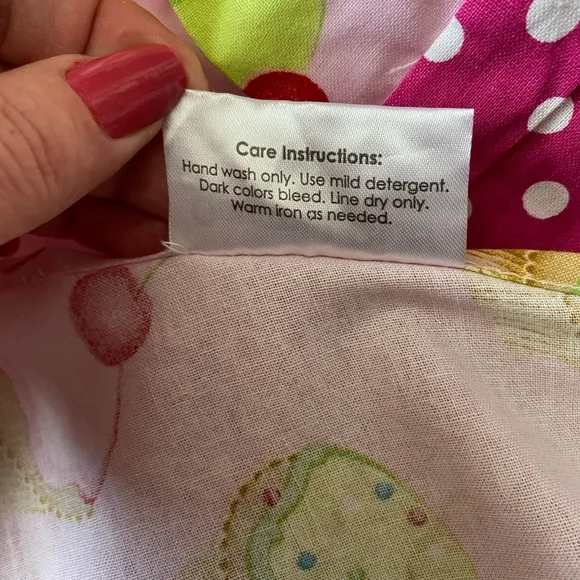 Care Instructions:
Hand wash only. Use mild detergent.
Dark colors bleed. Line dry only.
Warm iron as needed.